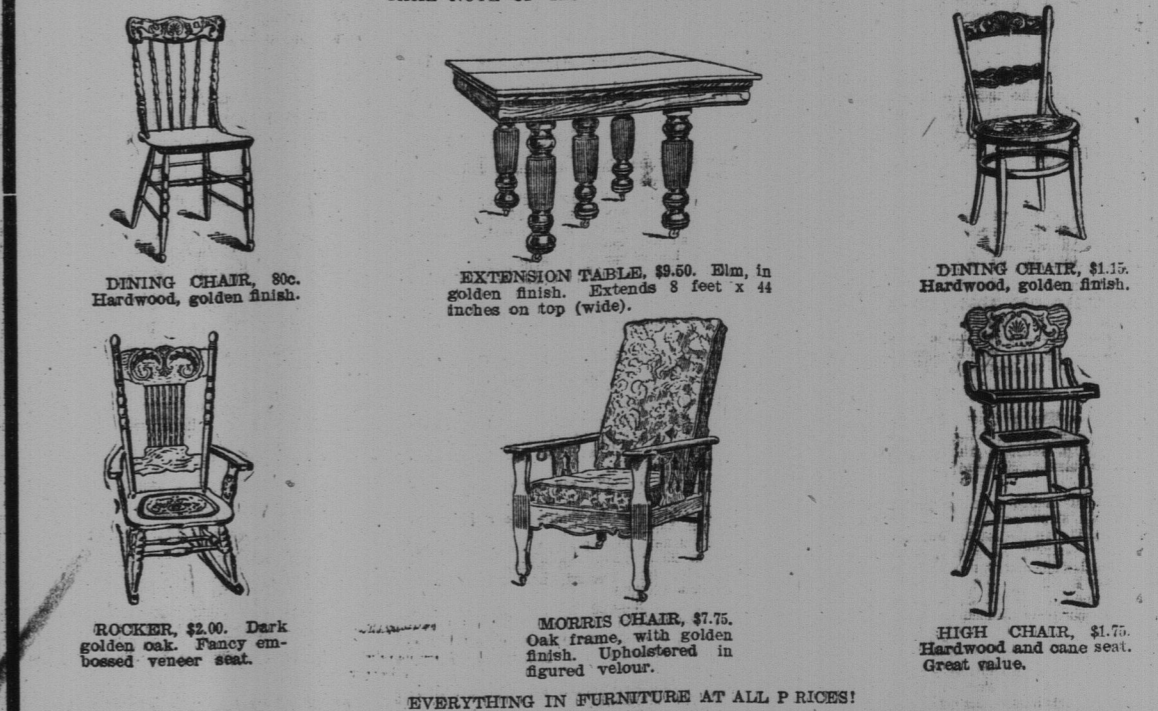 DINING CHAIR, 80c.
Hardwood, golden finish.
EXTENSION TABLE, $9.50. Elm, in
golden finish. Extends 8 feet x 44
inches on top (wide).
DINING CHAIR, $1.15.
Hardwood, golden finish.
ROCKER, $2.00. Dark
golden oak. Fancy em-
bossed veneer seat.
MORRIS CHAIR, $7.75.
Oak frame, with golden
finish. Upholstered in
figured velour.
HIGH CHAIR, $1.75.
Hardwood and cane seat.
Great value.
EVERYTHING IN FURNITURE AT ALL P RICES!